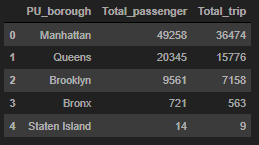 PU_borough Total_passenger Total_trip
0 Manhattan 49258 36474
1 Queens 20345 15776
2 Brooklyn 9561 7158
3 Bronx 721 563
4 Staten Island 14 9